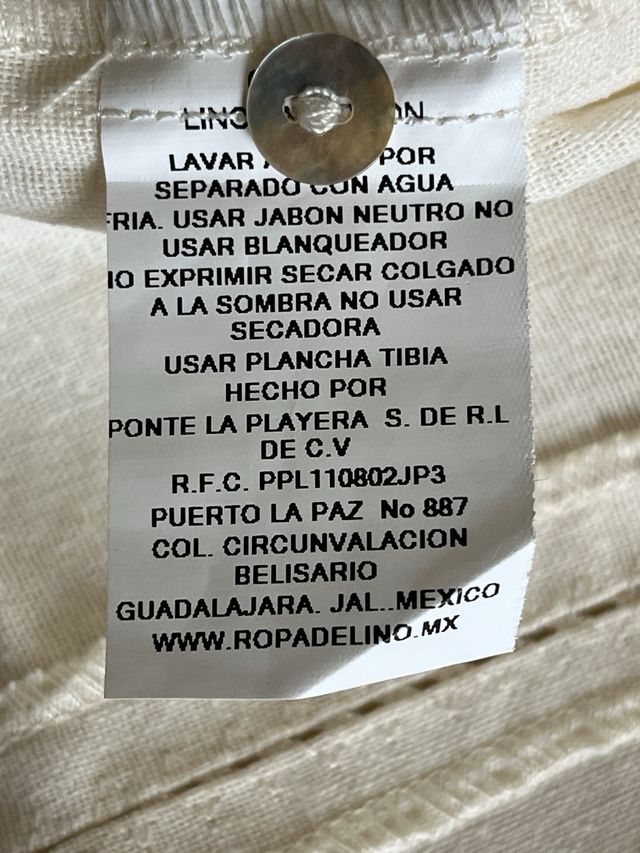 LAVAR POR
SEPARADO CON AGUA
FRIA. USAR JABON NEUTRO NO
USAR BLANQUEADOR
NO EXPRIMIR SECAR COLGADO
A LA SOMBRA NO USAR
SECADORA
USAR PLANCHA TIBIA
HECHO POR
PONTE LA PLAYERA S. DE R.L
DE C.V
R.F.C. PPL110802JP3
PUERTO LA PAZ No 887
COL. CIRCUNVALACION
BELISARIO
GUADALAJARA. JAL..MEXICO
WWW.ROPADELINO.MX